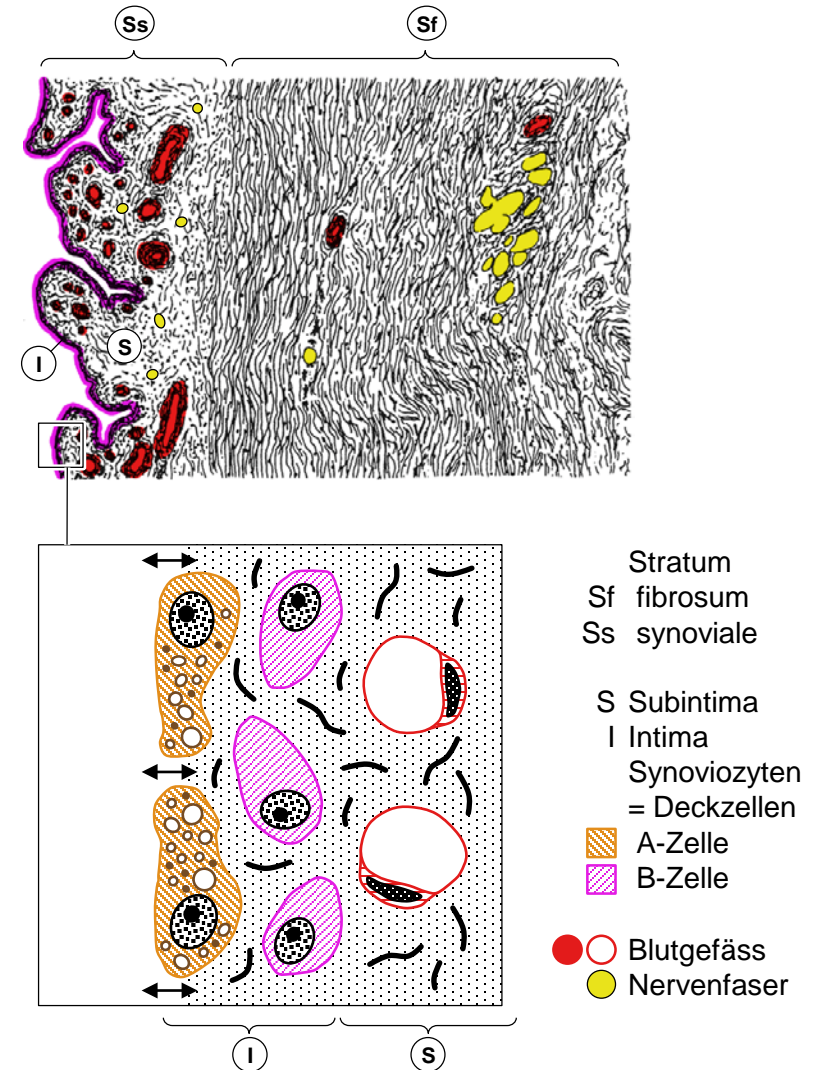 Ss Sf
S
I
Stratum
Sf fibrosum
Ss synoviale
S Subintima
I Intima
Synoviozyten
= Deckzellen
A-Zelle
B-Zelle
Blutgefäss
Nervenfaser
I S